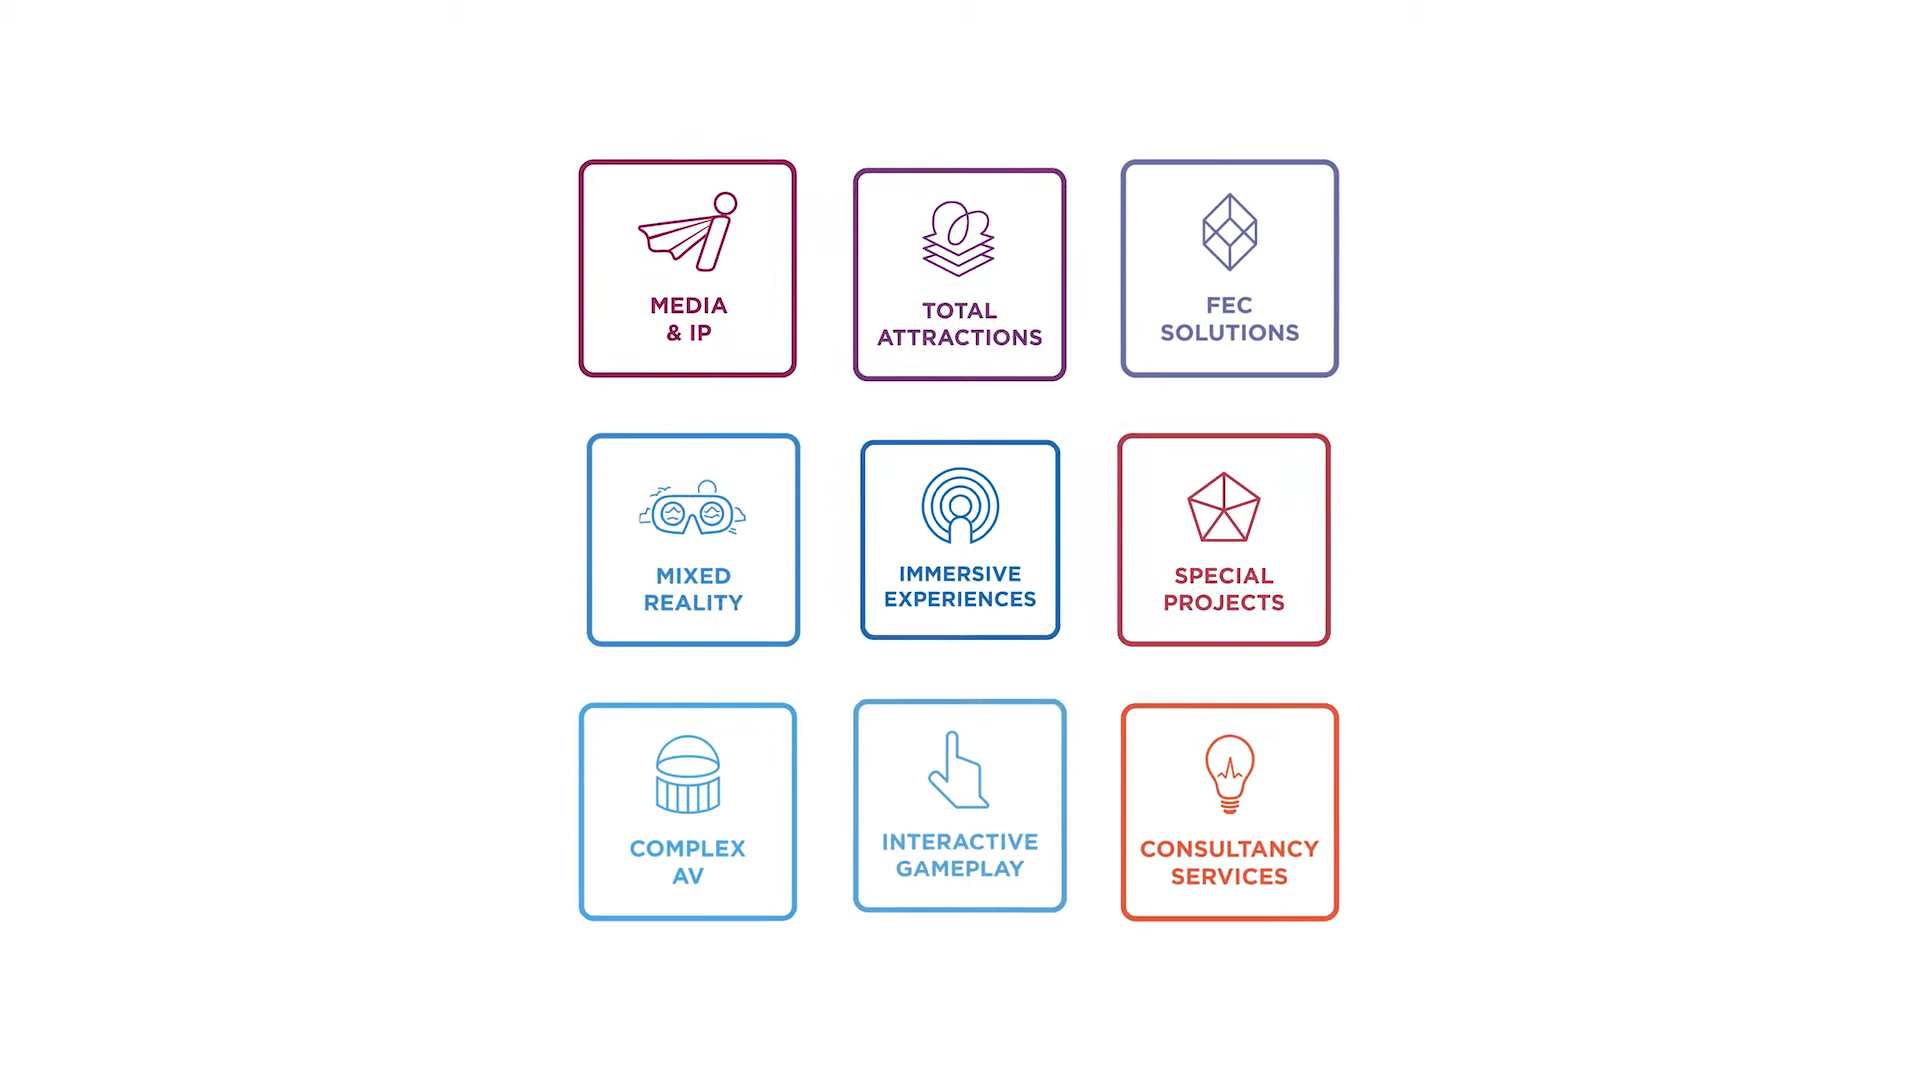 MEDIA
& IP
TOTAL
ATTRACTIONS
FEC
SOLUTIONS
MIXED
REALITY
IMMERSIVE
EXPERIENCES
SPECIAL
PROJECTS
COMPLEX
AV
INTERACTIVE
GAMEPLAY
CONSULTANCY
SERVICES